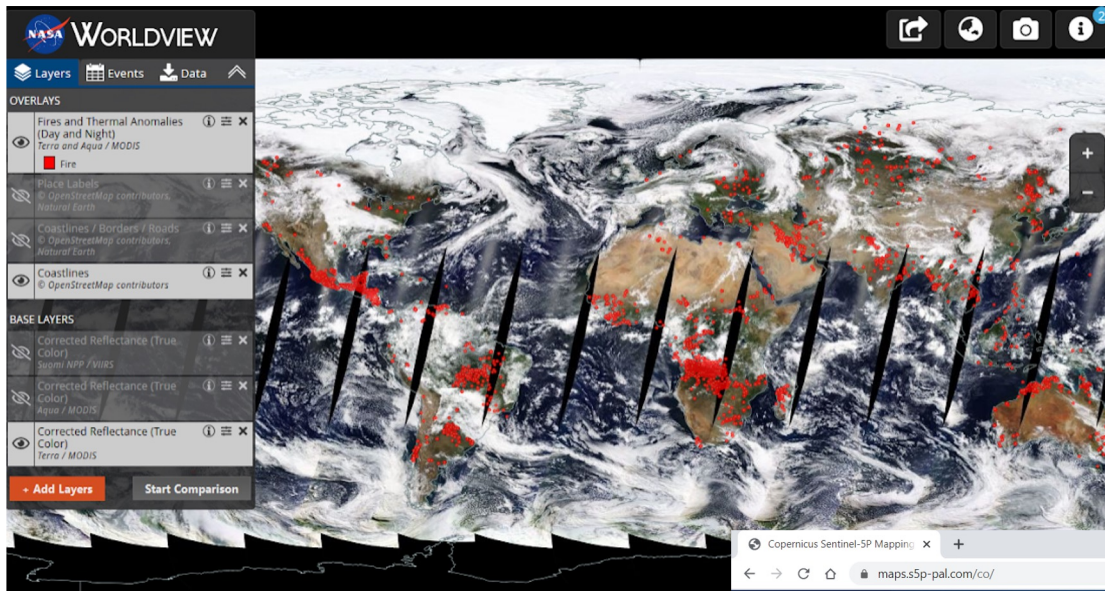 NASA WORLDVIEW
2
Layers Events Data
OVERLAYS
Fires and Thermal Anomalies
(Day and Night)
Terra and Aqua / MODIS
Fire
Place Labels
© OpenStreetMap contributors,
Natural Earth
Coastlines / Borders / Roads
© OpenStreetMap contributors,
Natural Earth
Coastlines
© OpenStreetMap contributors
BASE LAYERS
Corrected Reflectance (True
Color)
Suomi NPP / VIIRS
Corrected Reflectance (True
Color)
Aqua / MODIS
Corrected Reflectance (True
Color)
Terra / MODIS
+ Add Layers Start Comparison
Copernicus Sentinel-5P Mapping
maps.s5p-pal.com/co/